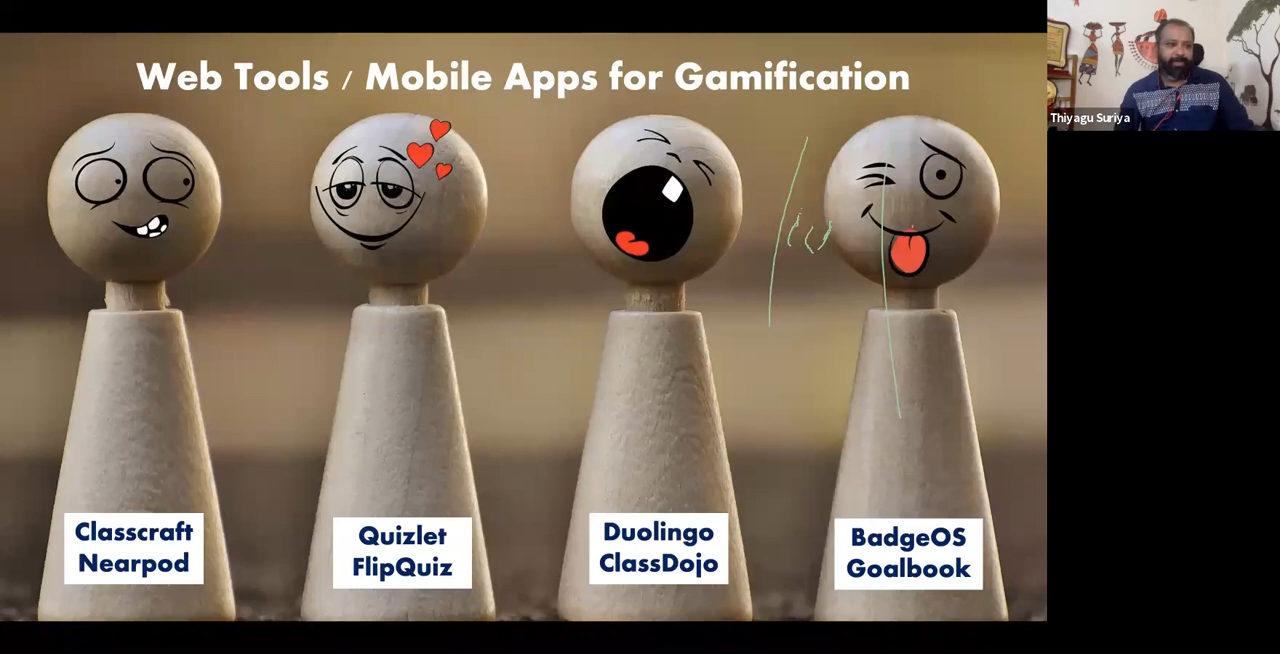 Web Tools / Mobile Apps for Gamification
Thiyagu Suriya
Classcraft
Nearpod
Quizlet
FlipQuiz
Duolingo
ClassDojo
BadgeOS
Goalbook